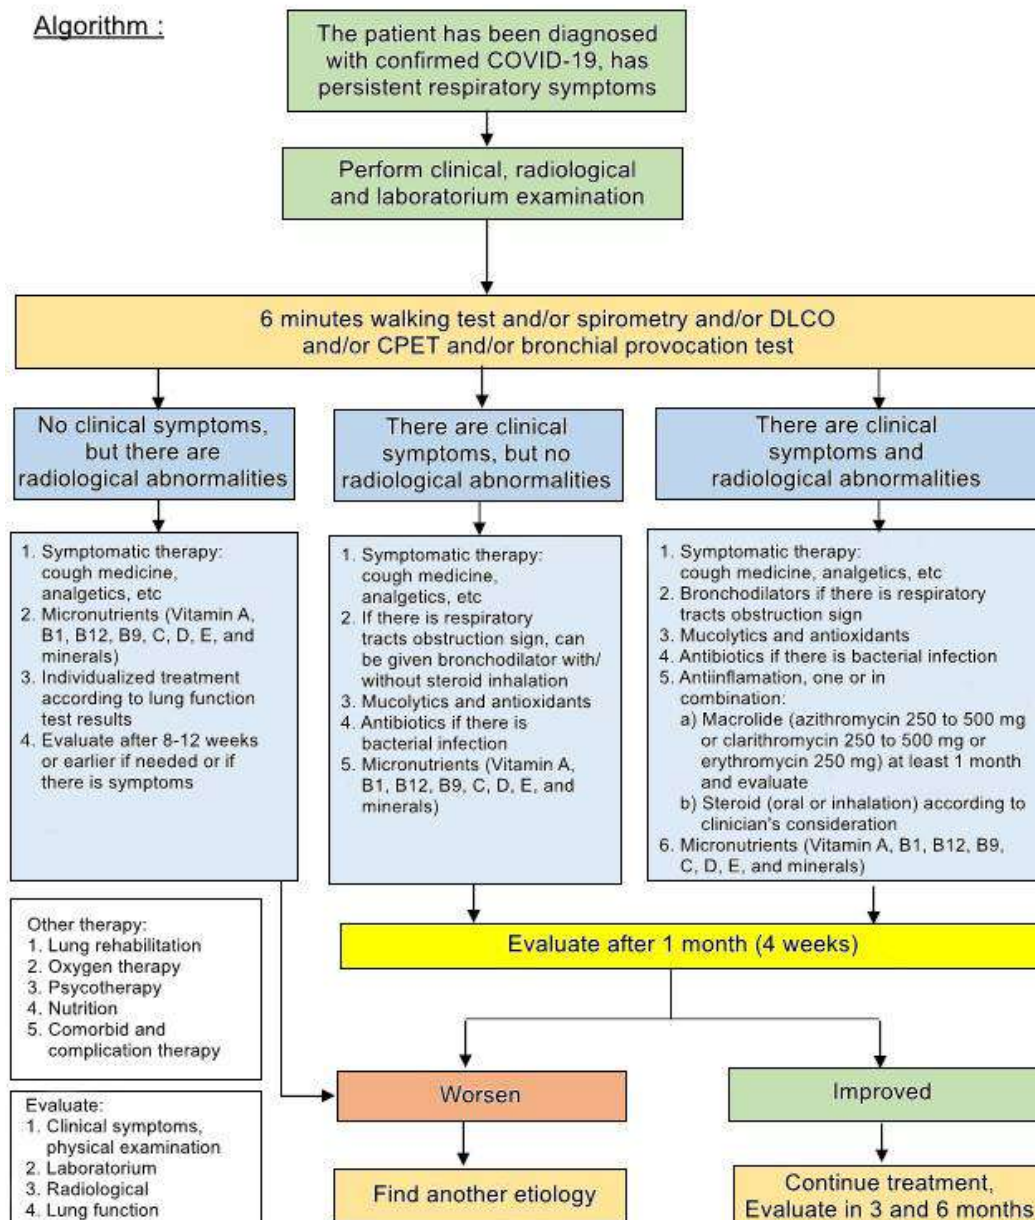 Algorithm :
The patient has been diagnosed
with confirmed COVID-19, has
persistent respiratory symptoms
Perform clinical, radiological
and laboratorium examination
6 minutes walking test and/or spirometry and/or DLCO
and/or CPET and/or bronchial provocation test
No clinical symptoms,
but there are
radiological abnormalities
There are clinical
symptoms, but no
radiological abnormalities
There are clinical
symptoms and
radiological abnormalities
1. Symptomatic therapy:
cough medicine,
analgetics, etc
2. Micronutrients (Vitamin A,
B1, B12, B9, C, D, E, and
minerals)
3. Individualized treatment
according to lung function
test results
4. Evaluate after 8-12 weeks
or earlier if needed or if
there is symptoms
1. Symptomatic therapy:
cough medicine,
analgetics, etc
2. If there is respiratory
tracts obstruction sign, can
be given bronchodilator with/
without steroid inhalation
3. Mucolytics and antioxidants
4. Antibiotics if there is
bacterial infection
5. Micronutrients (Vitamin A,
B1, B12, B9, C, D, E, and
minerals)
1. Symptomatic therapy:
cough medicine, analgetics, etc
2. Bronchodilators if there is respiratory
tracts obstruction sign
3. Mucolytics and antioxidants
4. Antibiotics if there is bacterial infection
5. Antiinflamation, one or in
combination:
a) Macrolide (azithromycin 250 to 500 mg
or clarithromycin 250 to 500 mg or
erythromycin 250 mg) at least 1 month
and evaluate
b) Steroid (oral or inhalation) according to
clinician's consideration
6. Micronutrients (Vitamin A, B1, B12, B9,
C, D, E, and minerals)
Other therapy:
1. Lung rehabilitation
2. Oxygen therapy
3. Psycotherapy
4. Nutrition
5. Comorbid and
complication therapy
Evaluate after 1 month (4 weeks)
Evaluate:
1. Clinical symptoms,
physical examination
2. Laboratorium
3. Radiological
4. Lung function
Worsen
Improved
Find another etiology
Continue treatment,
Evaluate in 3 and 6 months